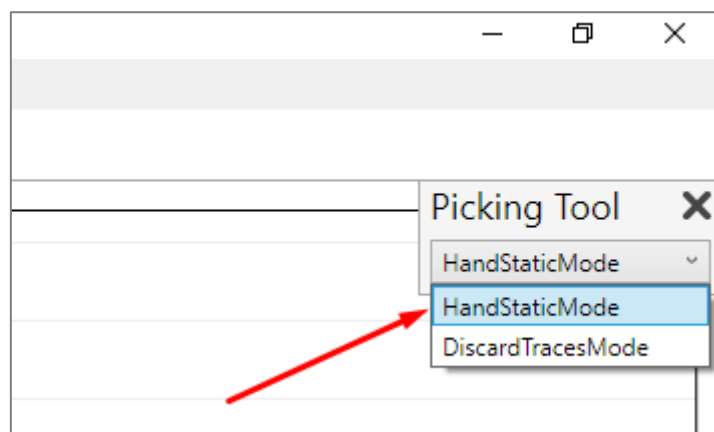 Picking Tool
HandStaticMode
HandStaticMode
DiscardTracesMode